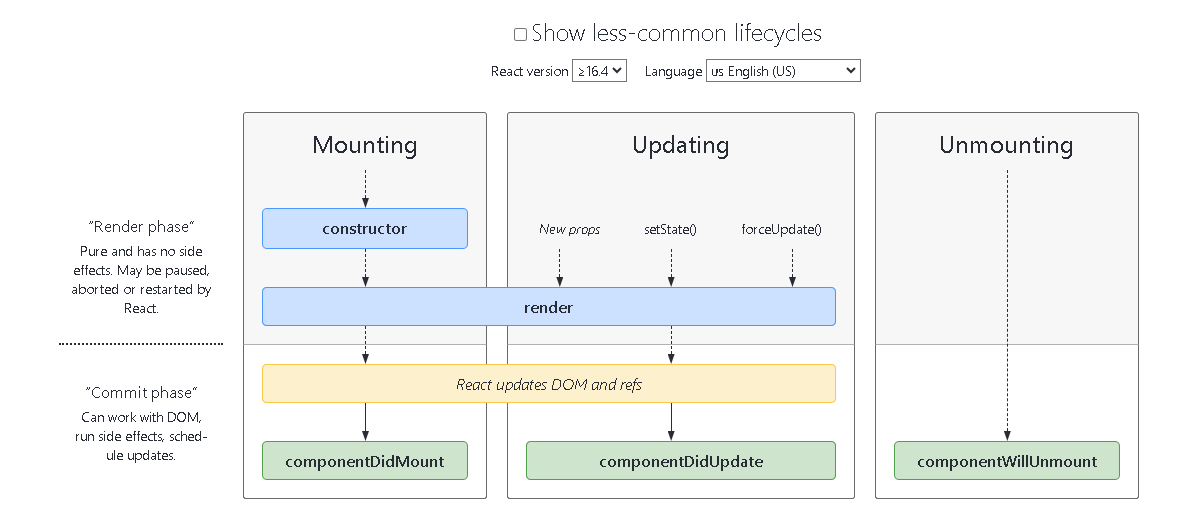 Show less-common lifecycles
React version ≥16.4 Language us English (US)
Mounting Updating Unmounting
"Render phase"
Pure and has no side
effects. May be paused,
aborted or restarted by
React.
constructor
New props setState() forceUpdate()
render
"Commit phase"
Can work with DOM,
run side effects, sched-
ule updates.
React updates DOM and refs
componentDidMount componentDidUpdate componentWillUnmount